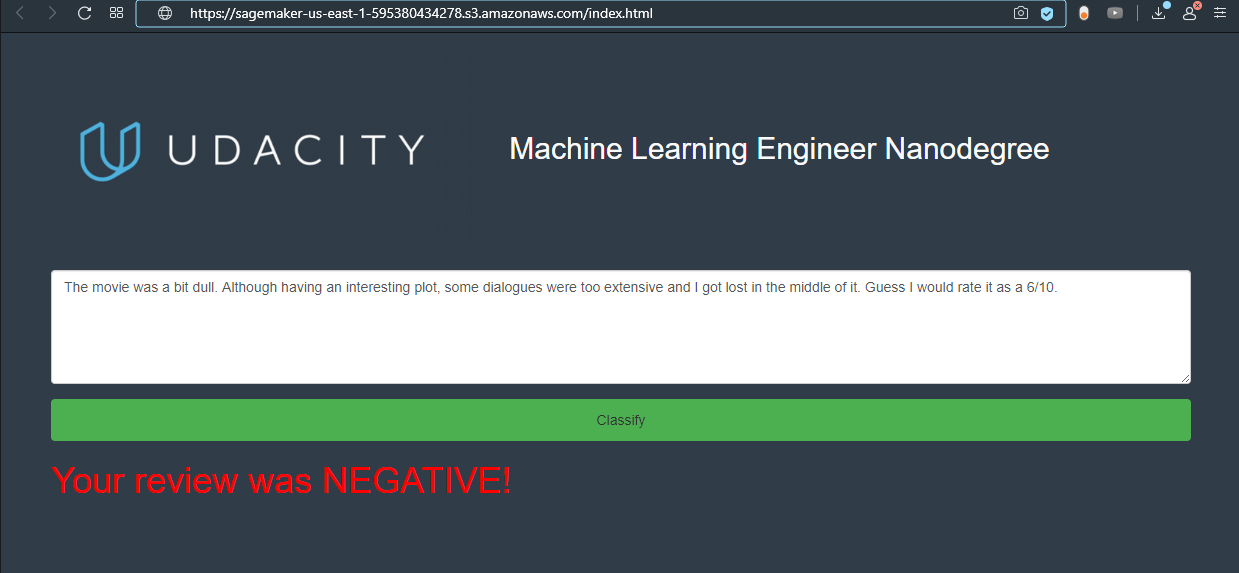 https://sagemaker-us-east-1-595380434278.s3.amazonaws.com/index.html
UDACITY
Machine Learning Engineer Nanodegree
The movie was a bit dull. Although having an interesting plot, some dialogues were too extensive and I got lost in the middle of it. Guess I would rate it as a 6/10.
Classify
Your review was NEGATIVE!